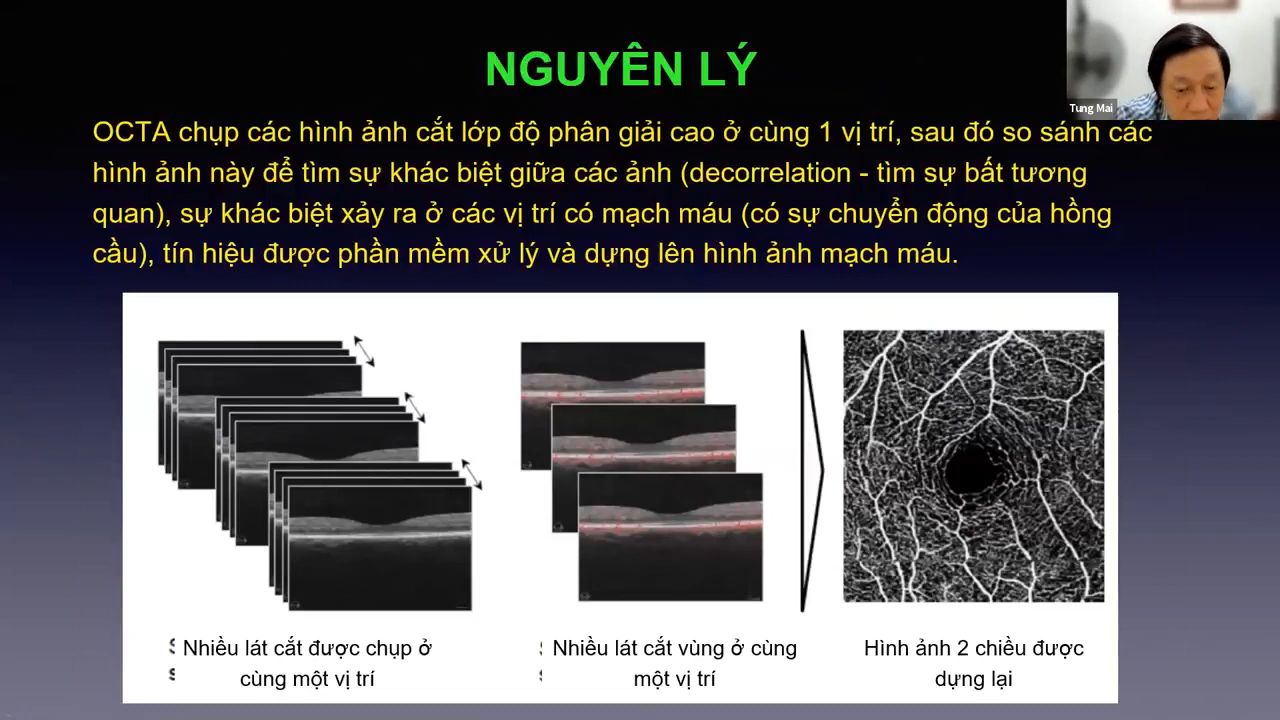 NGUYÊN LÝ
Tung Mai
OCTA chụp các hình ảnh cắt lớp độ phân giải cao ở cùng 1 vị trí, sau đó so sánh các
hình ảnh này để tìm sự khác biệt giữa các ảnh (decorrelation - tìm sự bất tương
quan), sự khác biệt xảy ra ở các vị trí có mạch máu (có sự chuyển động của hồng
cầu), tín hiệu được phần mềm xử lý và dựng lên hình ảnh mạch máu.
Nhiều lát cắt được chụp ở
cùng một vị trí
Nhiều lát cắt vùng ở cùng
một vị trí
Hình ảnh 2 chiều được
dựng lại